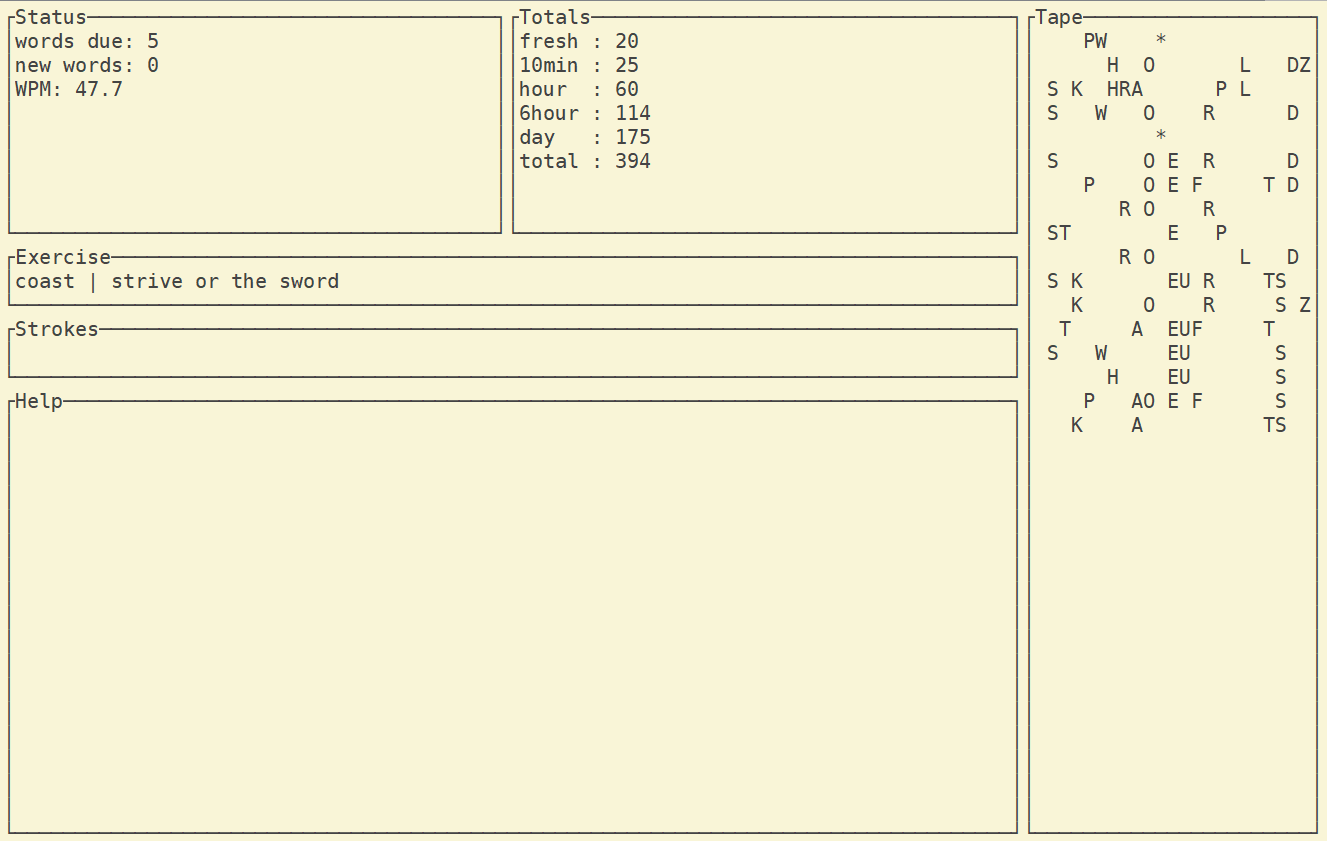 Status
words due: 5
new words: 0
WPM: 47.7
Totals
fresh : 20
10min : 25
hour  : 60
6hour : 114
day   : 175
total : 394
Exercise
coast | strive or the sword
Strokes
Help
Tape
PW    *
H  O       L   DZ
S K  HRA      P L
S   W   O    R      D
*
S       O E  R      D
P    O E F     T D
R O    R
ST        E   P
R O       L   D
S K       EU R    TS
K     O    R     S Z
T     A  EUF     T
S   W     EU       S
H    EU       S
P   AO E F      S
K    A          TS